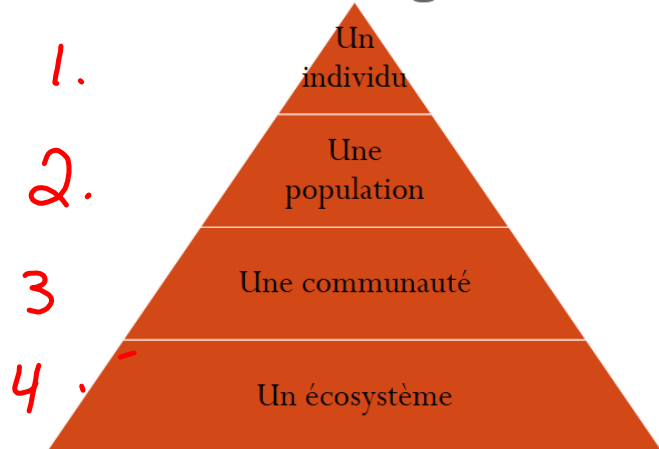 1.
Un
individu
2.
Une
population
3
Une communauté
4.
Un écosystème